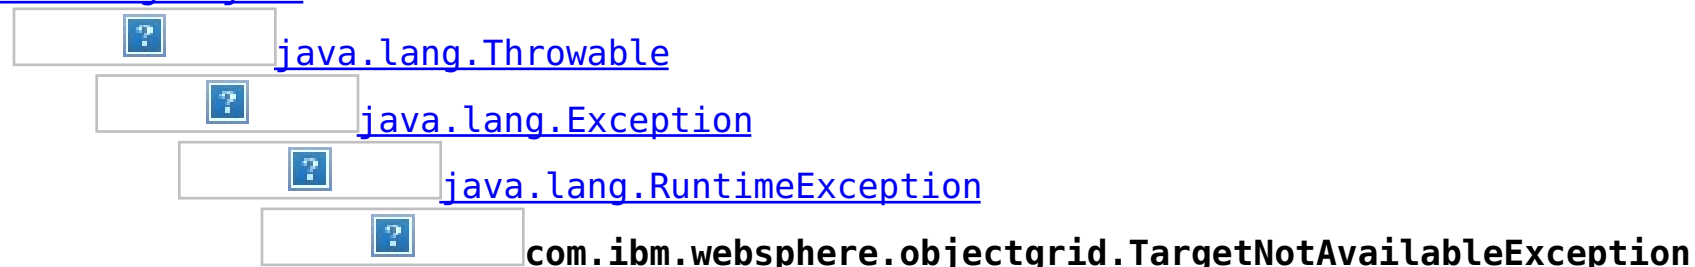 java.lang.Throwable
java.lang.Exception
java.lang.RuntimeException
com.ibm.websphere.objectgrid.TargetNotAvailableException